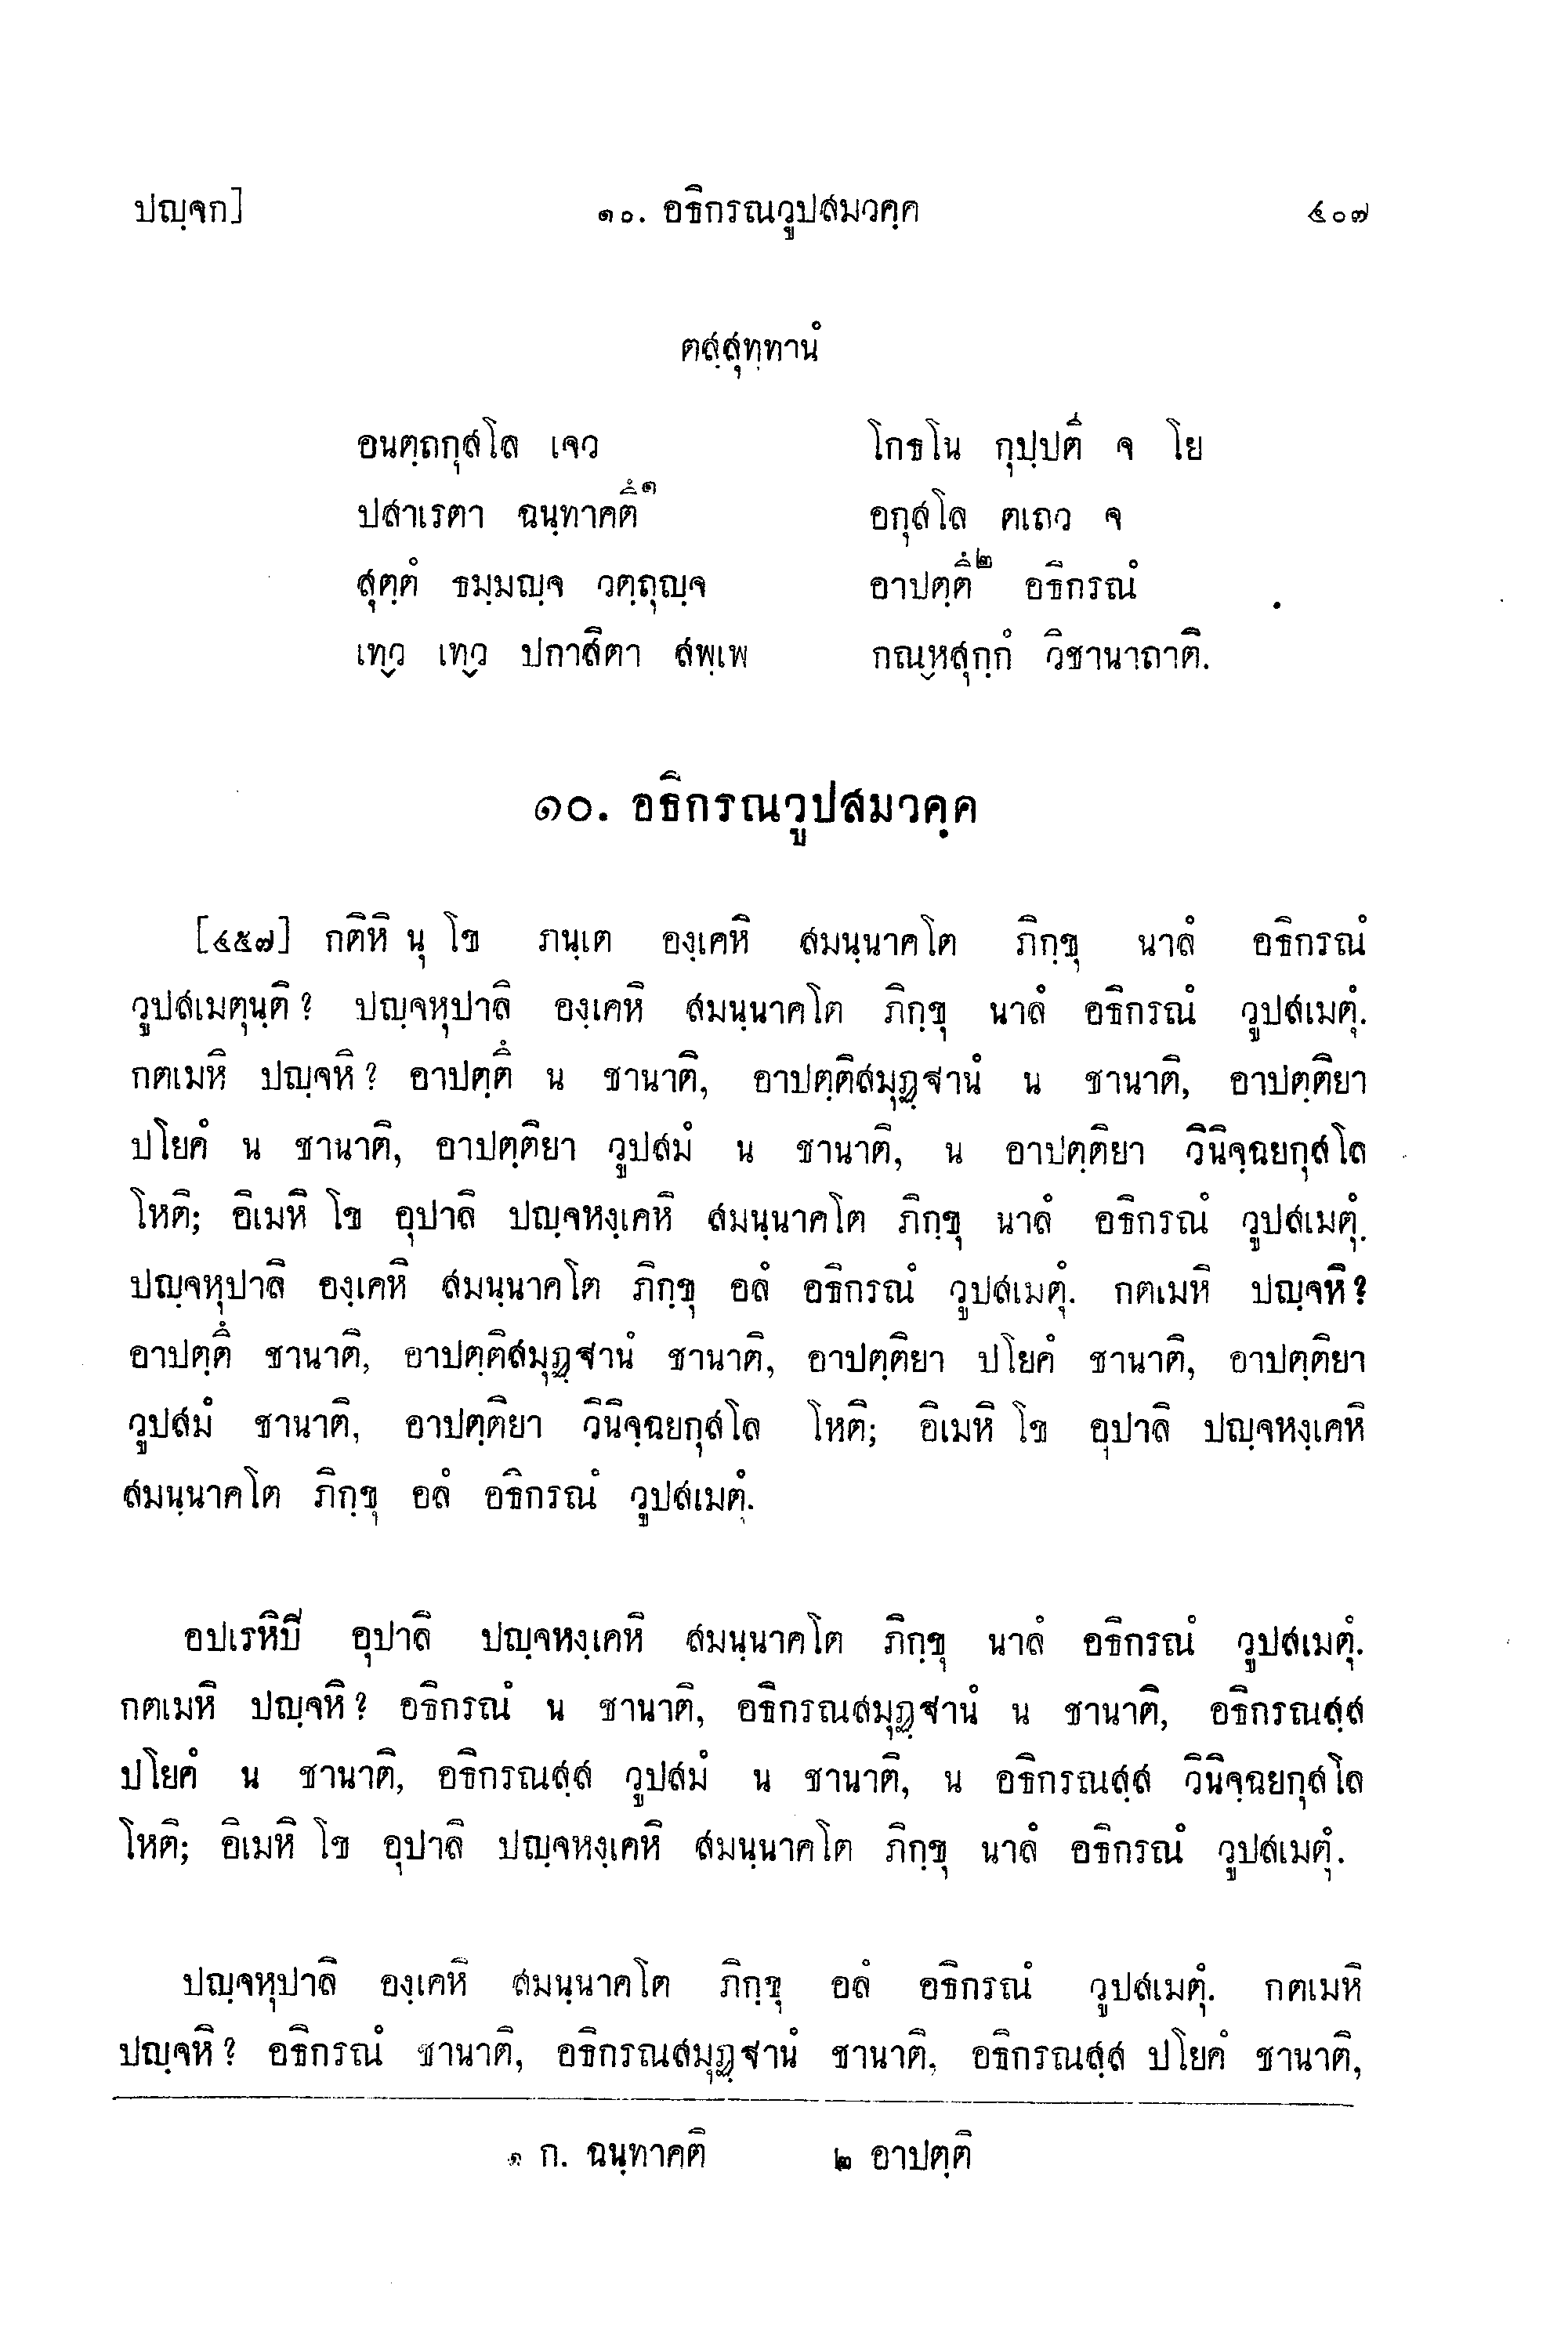 ปญฺจก] ๑๐. อธิกรณวูปสมวคฺค ๔๐๗
ตสฺสุทฺทานํ
อนตฺถกุสโล เจว โกธโน กุปฺปติ จ โย
ปสาเรตา ฉนฺทาคตึ๑ อกุสโล ตเถว จ
สุตฺตํ ธมฺมญฺจ วตฺถุญฺจ อาปตฺตึ๒ อธิกรณํ
เทฺว เทฺว ปกาสิตา สพฺเพ กณฺหสุกฺกํ วิชานาถาติ.
๑๐. อธิกรณวูปสมวคฺค
[๔๕๗] กติหิ นุ โข ภนฺเต องฺเคหิ สมนฺนาคโต ภิกฺขุ นาลํ อธิกรณํ
วูปสเมตุนฺติ? ปญฺจหุปาลิ องฺเคหิ สมนฺนาคโต ภิกฺขุ นาลํ อธิกรณํ วูปสเมตุํ.
กตเมหิ ปญฺจหิ? อาปตฺตึ น ชานาติ, อาปตฺติสมุฏฺฐานํ น ชานาติ, อาปตฺติยา
ปโยคํ น ชานาติ, อาปตฺติยา วูปสมํ น ชานาติ, น อาปตฺติยา วินิจฺฉยกุสโล
โหติ; อิเมหิ โข อุปาลิ ปญฺจหงฺเคหิ สมนฺนาคโต ภิกฺขุ นาลํ อธิกรณํ วูปสเมตุํ.
ปญฺจหุปาลิ องฺเคหิ สมนฺนาคโต ภิกฺขุ อลํ อธิกรณํ วูปสเมตุํ. กตเมหิ ปญฺจหิ?
อาปตฺตึ ชานาติ, อาปตฺติสมุฏฺฐานํ ชานาติ, อาปตฺติยา ปโยคํ ชานาติ, อาปตฺติยา
วูปสมํ ชานาติ, อาปตฺติยา วินิจฺฉยกุสโล โหติ; อิเมหิ โข อุปาลิ ปญฺจหงฺเคหิ
สมนฺนาคโต ภิกฺขุ อลํ อธิกรณํ วูปสเมตุํ.
อปเรหิปิ อุปาลิ ปญฺจหงฺเคหิ สมนฺนาคโต ภิกฺขุ นาลํ อธิกรณํ วูปสเมตุํ.
กตเมหิ ปญฺจหิ? อธิกรณํ น ชานาติ, อธิกรณสมุฏฺฐานํ น ชานาติ, อธิกรณสฺส
ปโยคํ น ชานาติ, อธิกรณสฺส วูปสมํ น ชานาติ, น อธิกรณสฺส วินิจฺฉยกุสโล
โหติ; อิเมหิ โข อุปาลิ ปญฺจหงฺเคหิ สมนฺนาคโต ภิกฺขุ นาลํ อธิกรณํ วูปสเมตุํ.
ปญฺจหุปาลิ องฺเคหิ สมนฺนาคโต ภิกฺขุ อลํ อธิกรณํ วูปสเมตุํ. กตเมหิ
ปญฺจหิ? อธิกรณํ ชานาติ, อธิกรณสมุฏฺฐานํ ชานาติ, อธิกรณสฺส ปโยคํ ชานาติ,
๑ ก. ฉนฺทาคติ ๒ อาปตฺติ